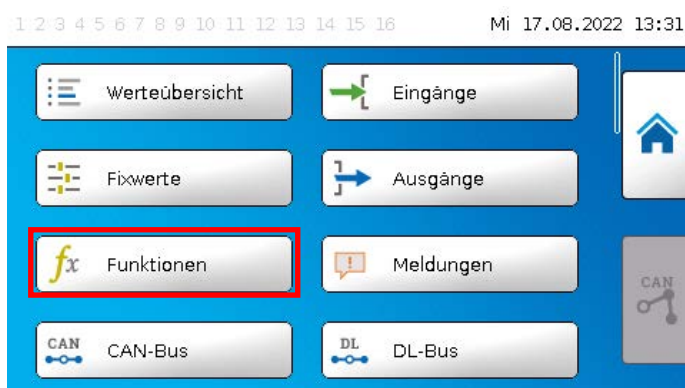 1 2 3 4 5 6 7 8 9 10 11 12 13 14 15 16 Mi 17.08.2022 13:31
Werteübersicht Eingänge
Fixwerte Ausgänge
fx Funktionen ! Meldungen
CAN
CAN CAN-Bus DL DL-Bus